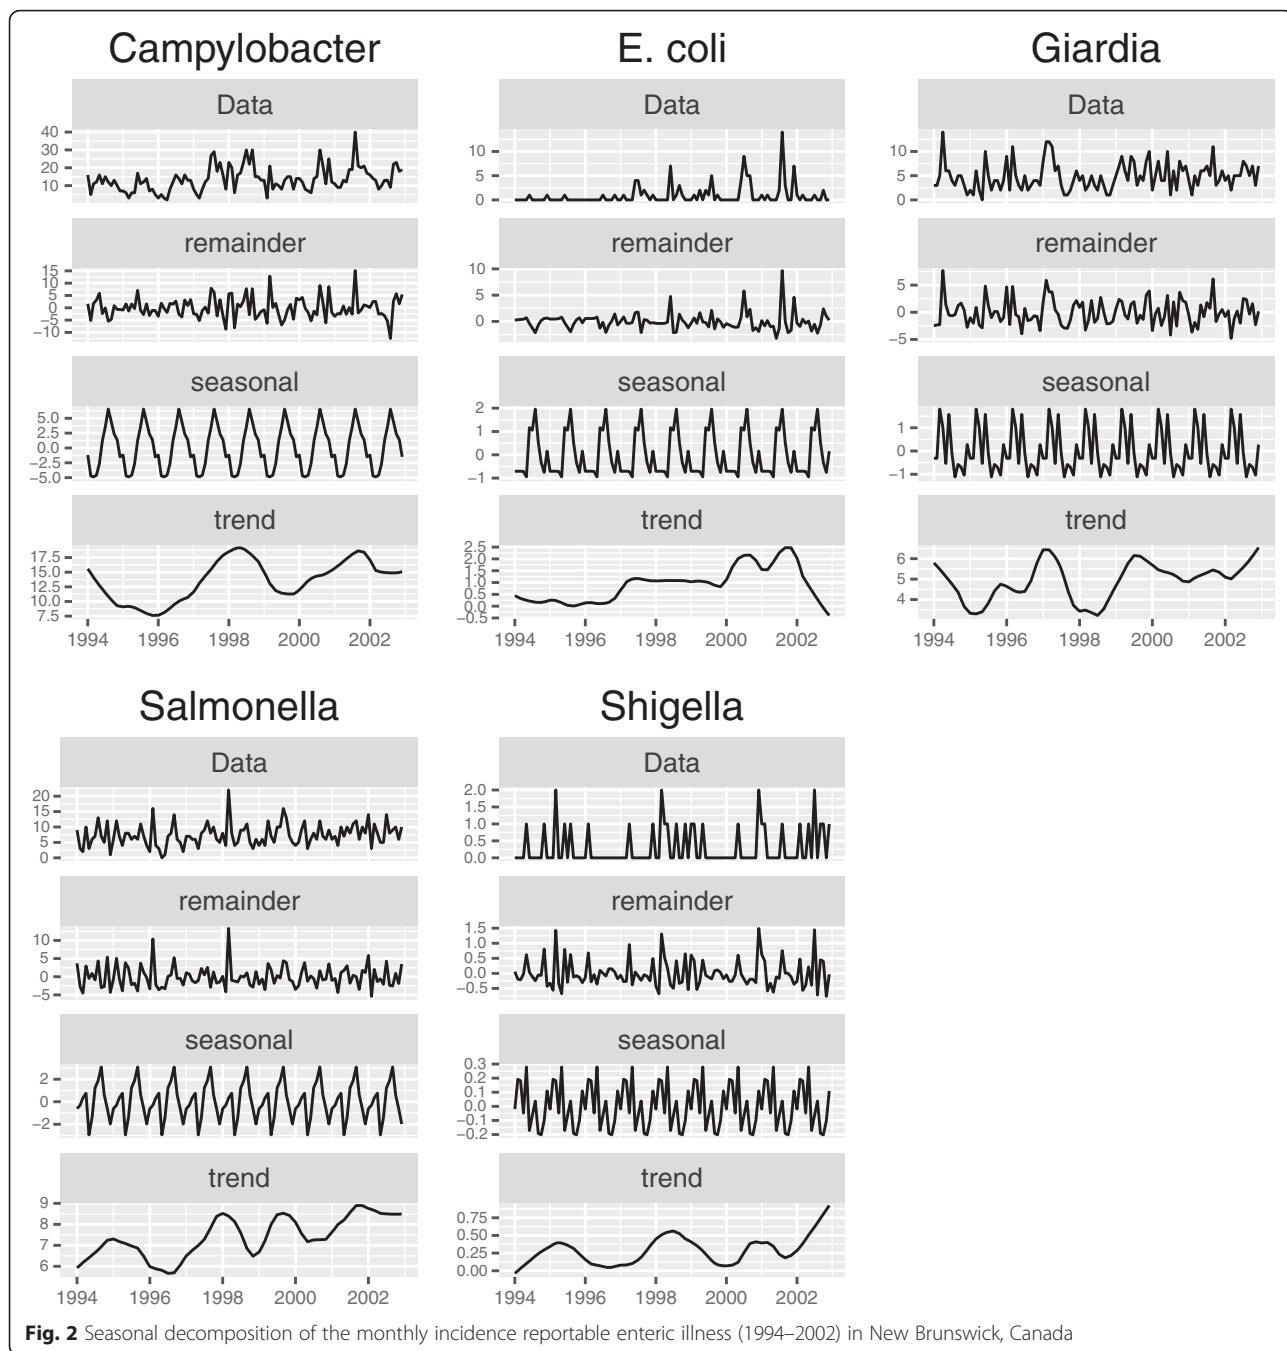 Campylobacter
Data
40
30
20
10
remainder
15
10
5
0
−5
−10
seasonal
5.0
2.5
0.0
−2.5
−5.0
trend
17.5
15.0
12.5
10.0
7.5
1994 1996 1998 2000 2002
E. coli
Data
10
5
0
remainder
10
5
0
seasonal
2
1
0
−1
trend
2.5
2.0
1.5
1.0
0.5
0.0
−0.5
1994 1996 1998 2000 2002
Giardia
Data
10
5
0
remainder
5
0
−5
seasonal
1
0
−1
trend
6
5
4
1994 1996 1998 2000 2002
Salmonella
Data
20
15
10
5
0
remainder
10
5
0
−5
seasonal
2
0
−2
trend
9
8
7
6
1994 1996 1998 2000 2002
Shigella
Data
2.0
1.5
1.0
0.5
0.0
remainder
1.5
1.0
0.5
0.0
−0.5
seasonal
0.3
0.2
0.1
0.0
−0.1
−0.2
trend
0.75
0.50
0.25
0.00
1994 1996 1998 2000 2002
Fig. 2 Seasonal decomposition of the monthly incidence reportable enteric illness (1994–2002) in New Brunswick, Canada